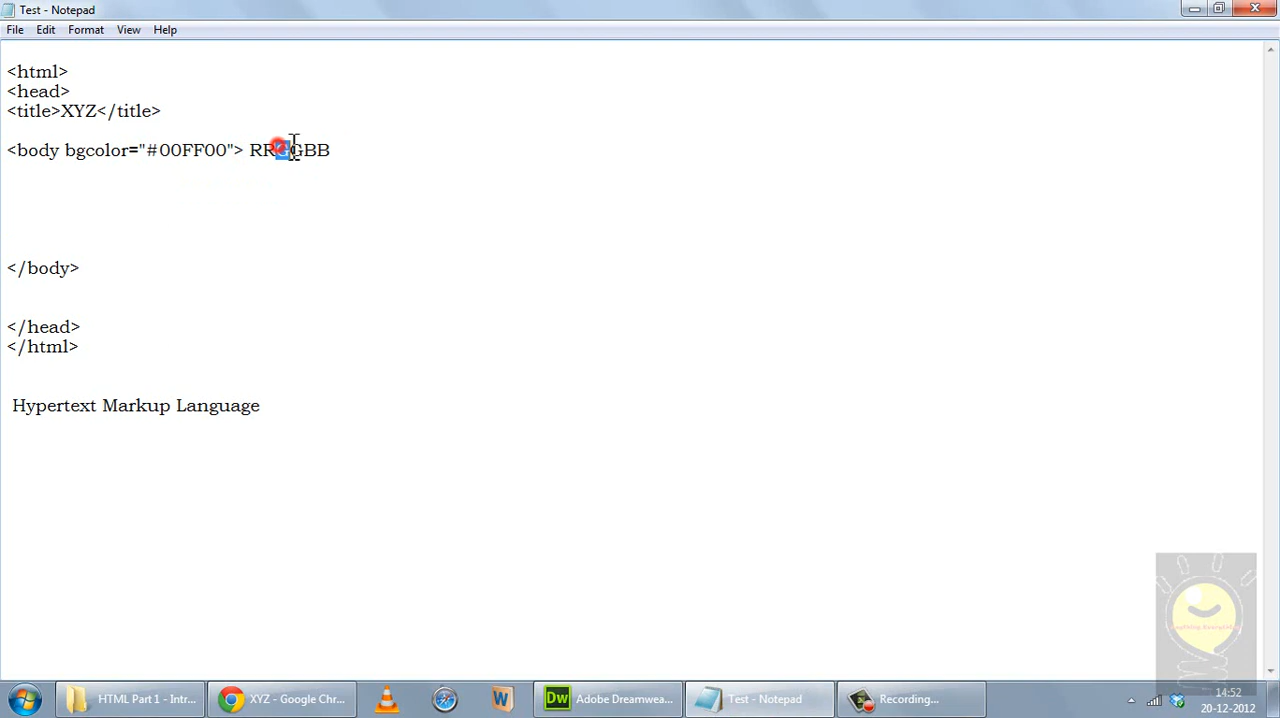 Test - Notepad
File Edit Format View Help
<html>
<head>
<title>XYZ</title>
<body bgcolor="#00FF00"> RRGGBB
</body>
</head>
</html>
Hypertext Markup Language
HTML Part 1 - Intr...
XYZ - Google Chr...
W
Dw Adobe Dreamwea...
Test - Notepad
Recording...
14:52
20-12-2012